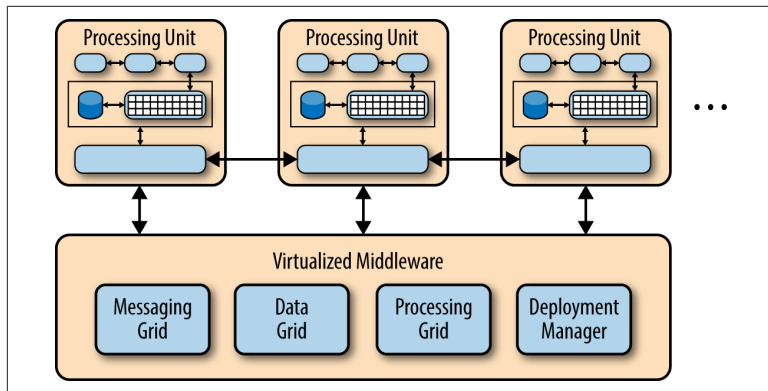 Processing Unit
Processing Unit
Processing Unit
...
Virtualized Middleware
Messaging
Grid
Data
Grid
Processing
Grid
Deployment
Manager